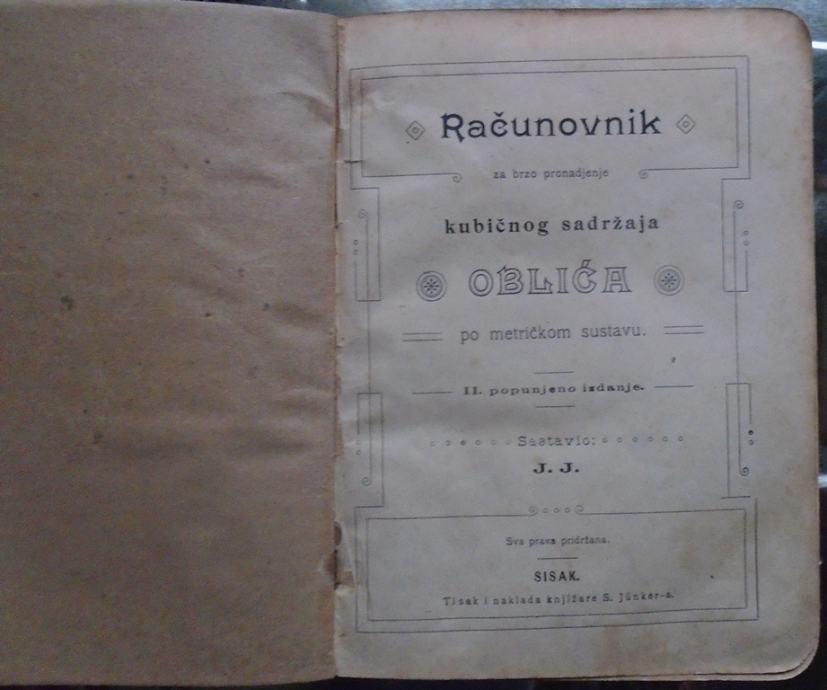 Računovnik
za brzo pronadjenje
kubičnog sadržaja
OBLIĆA
po metričkom sustavu.
II. popunjeno izdanje.
Sastavio:
J. J.
Sva prava pridržana.
SISAK.
Tisak i naklada knjižare S. Jünker-a.